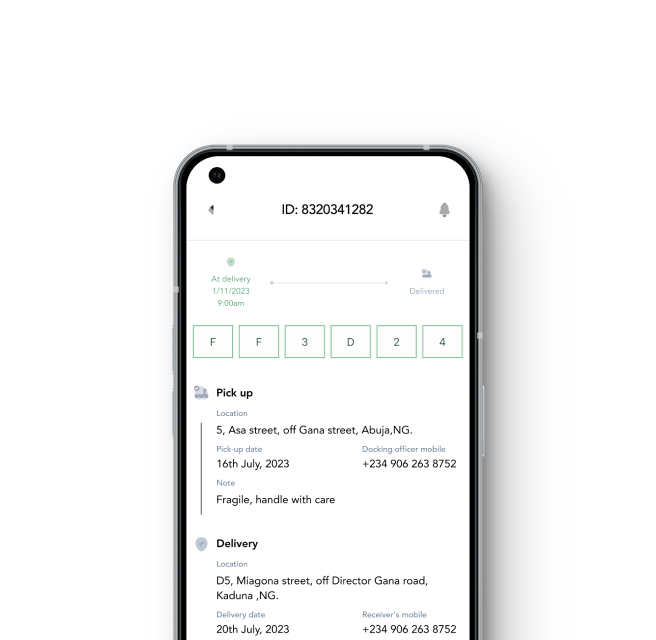 ID: 8320341282
At delivery
1/11/2023
9:00am
Delivered
F F 3 D 2 4
Pick up
Location
5, Asa street, off Gana street, Abuja,NG.
Pick-up date Docking officer mobile
16th July, 2023 +234 906 263 8752
Note
Fragile, handle with care
Delivery
Location
D5, Miagona street, off Director Gana road,
Kaduna ,NG.
Delivery date Receiver's mobile
20th July, 2023 +234 906 263 8752